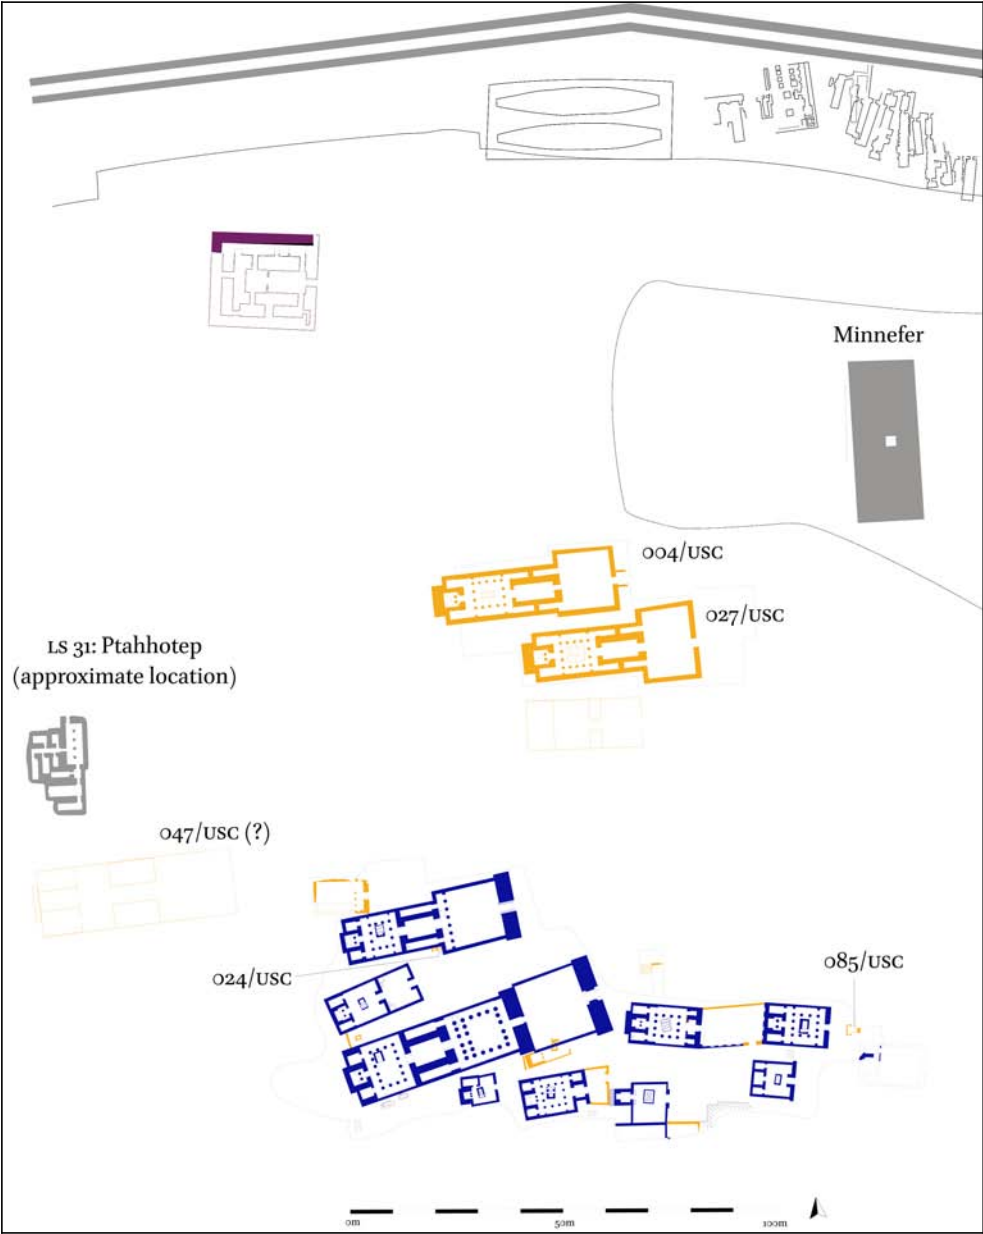 Minnefer
004/USC
027/USC
LS 31: Ptahhotep
(approximate location)
047/USC (?)
024/USC
085/USC
0m 50m 100m